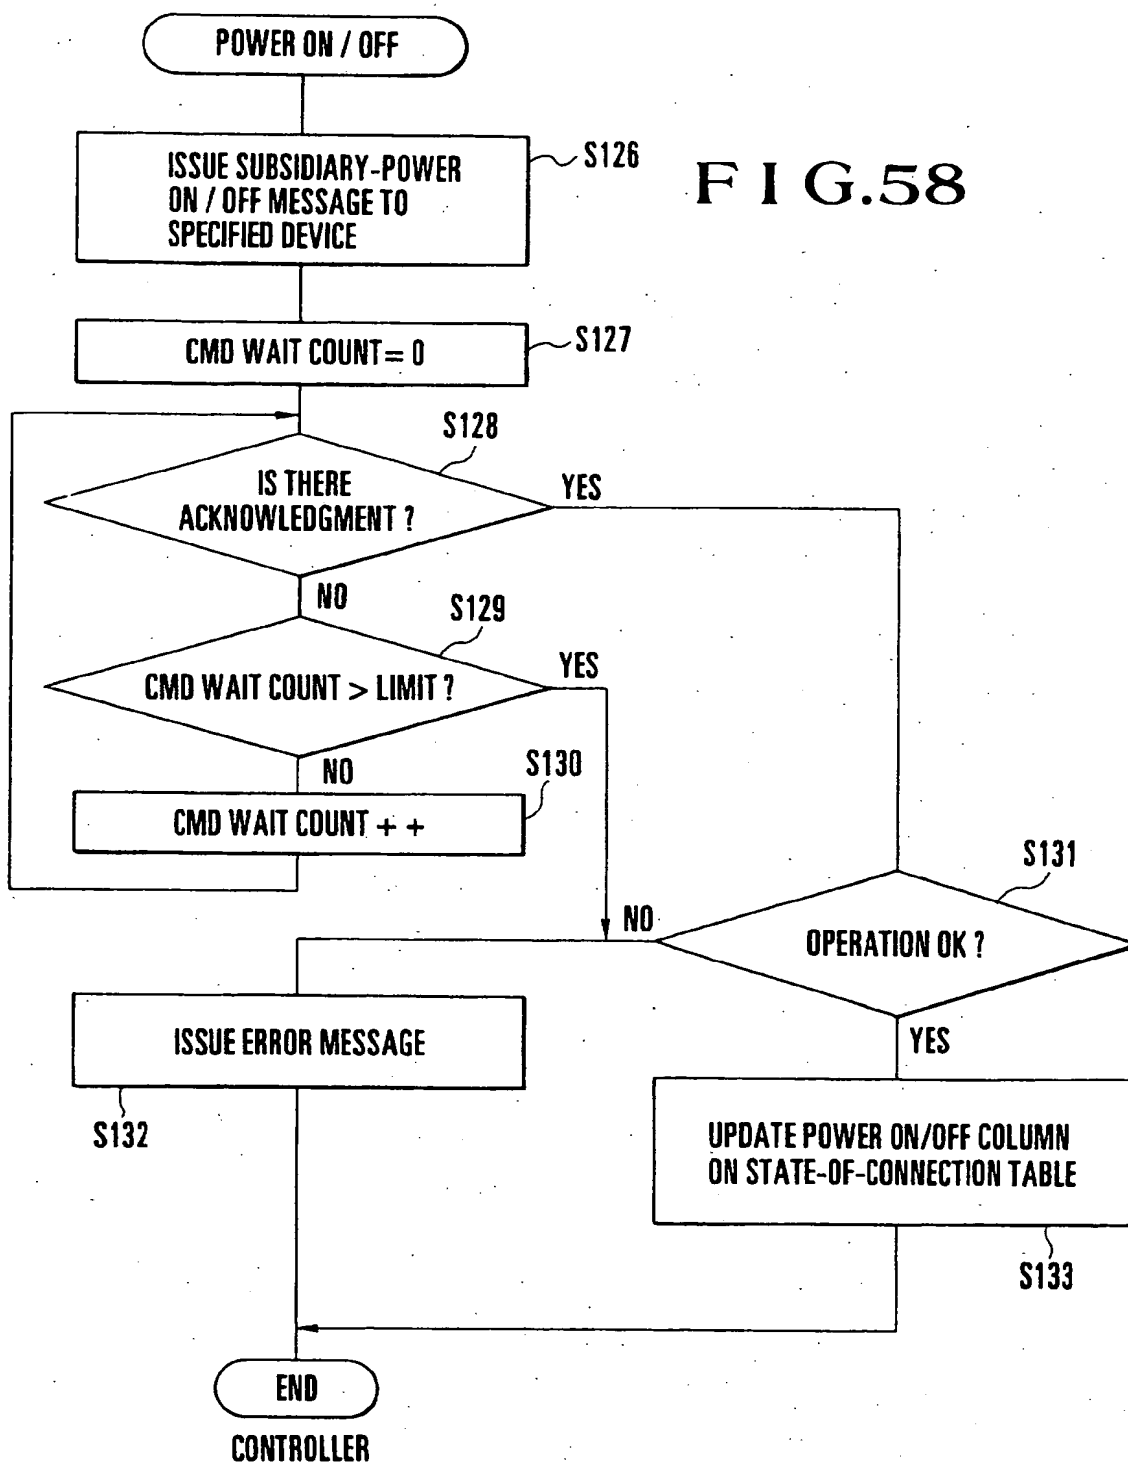 POWER ON / OFF
ISSUE SUBSIDIARY-POWER
ON / OFF MESSAGE TO
SPECIFIED DEVICE
S126
FIG.58
CMD WAIT COUNT = 0
S127
S128
IS THERE
ACKNOWLEDGMENT ?
YES
NO
S129
CMD WAIT COUNT > LIMIT ?
YES
NO
S130
CMD WAIT COUNT + +
S131
NO
OPERATION OK ?
YES
ISSUE ERROR MESSAGE
S132
UPDATE POWER ON/OFF COLUMN
ON STATE-OF-CONNECTION TABLE
S133
END
CONTROLLER